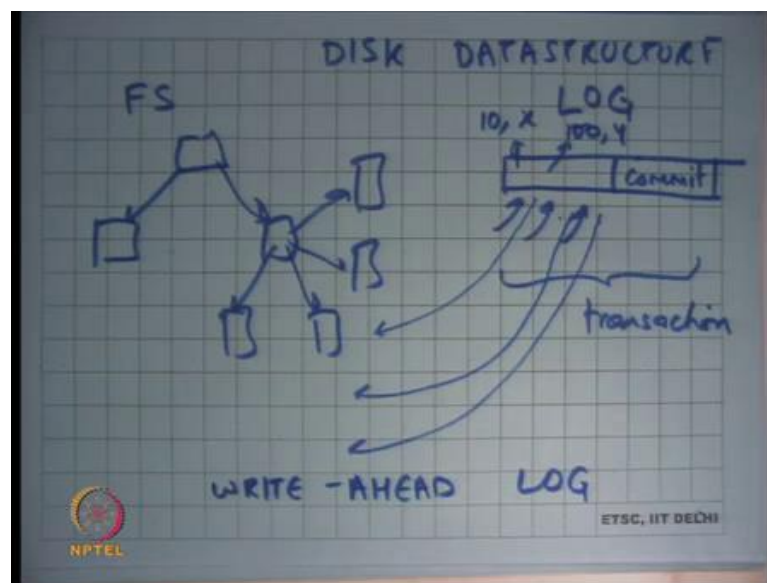 DISK DATASTRUCTURE
FS
LOG
10, X
100, Y
Commit
transaction
WRITE-AHEAD LOG
ETSC, IIT DELHI
NPTEL